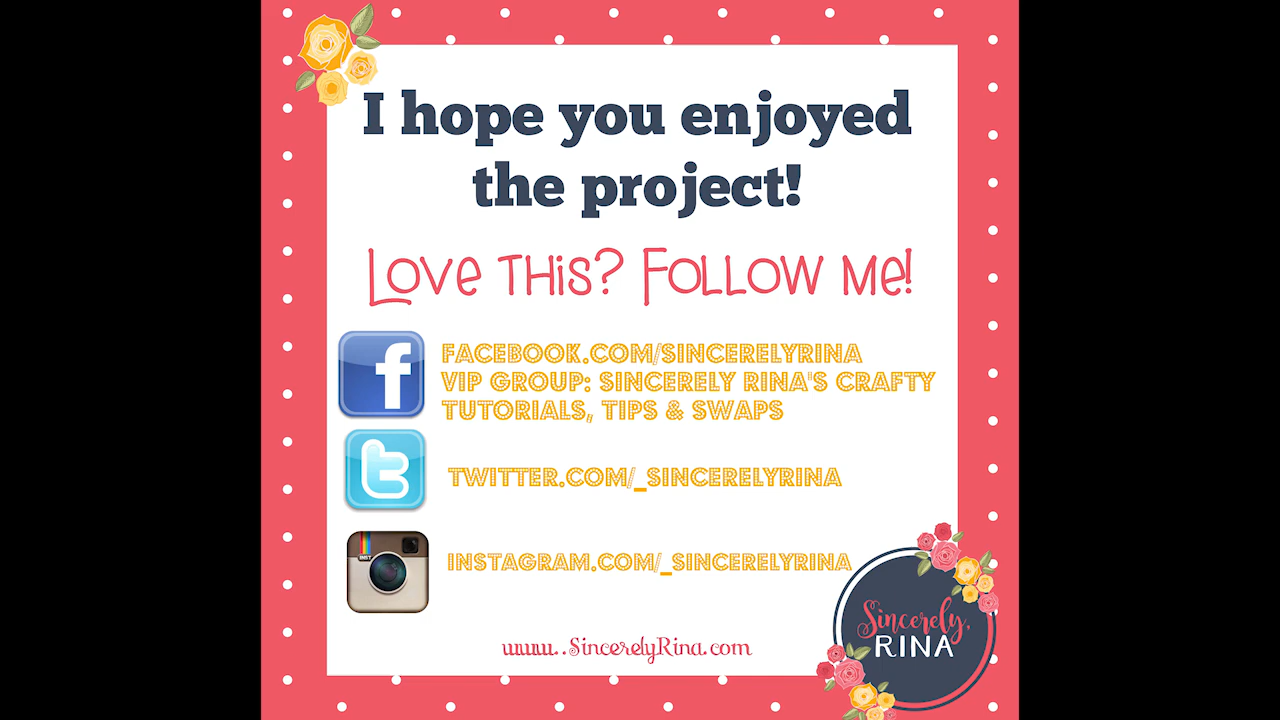 I hope you enjoyed
the project!
Love this? Follow me!
f
FACEBOOK.COM/SINCERELYRINA
VIP GROUP: SINCERELY RINA'S CRAFTY
TUTORIALS, TIPS & SWAPS
t
TWITTER.COM/_SINCERELYRINA
INST
INSTAGRAM.COM/_SINCERELYRINA
Sincerely,
RINA
www..SincerelyRina.com